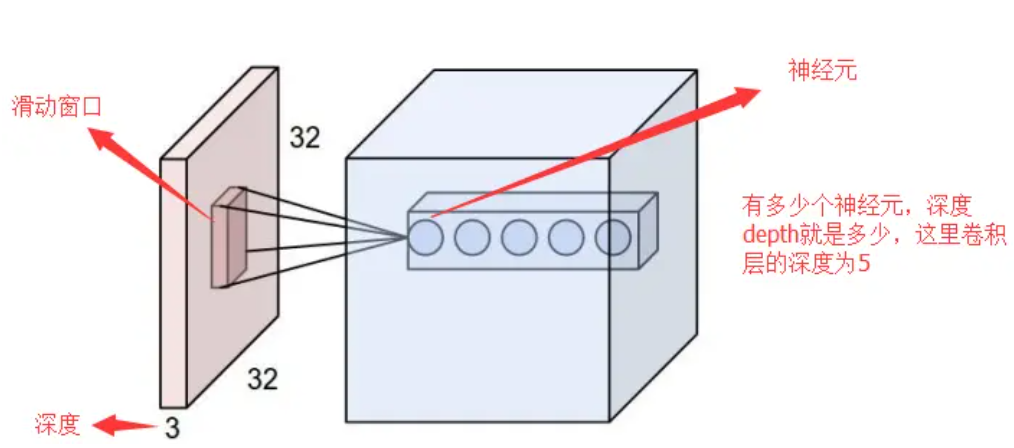 神经元
滑动窗口
32
有多少个神经元，深度
depth就是多少，这里卷积
层的深度为5
32
深度
3